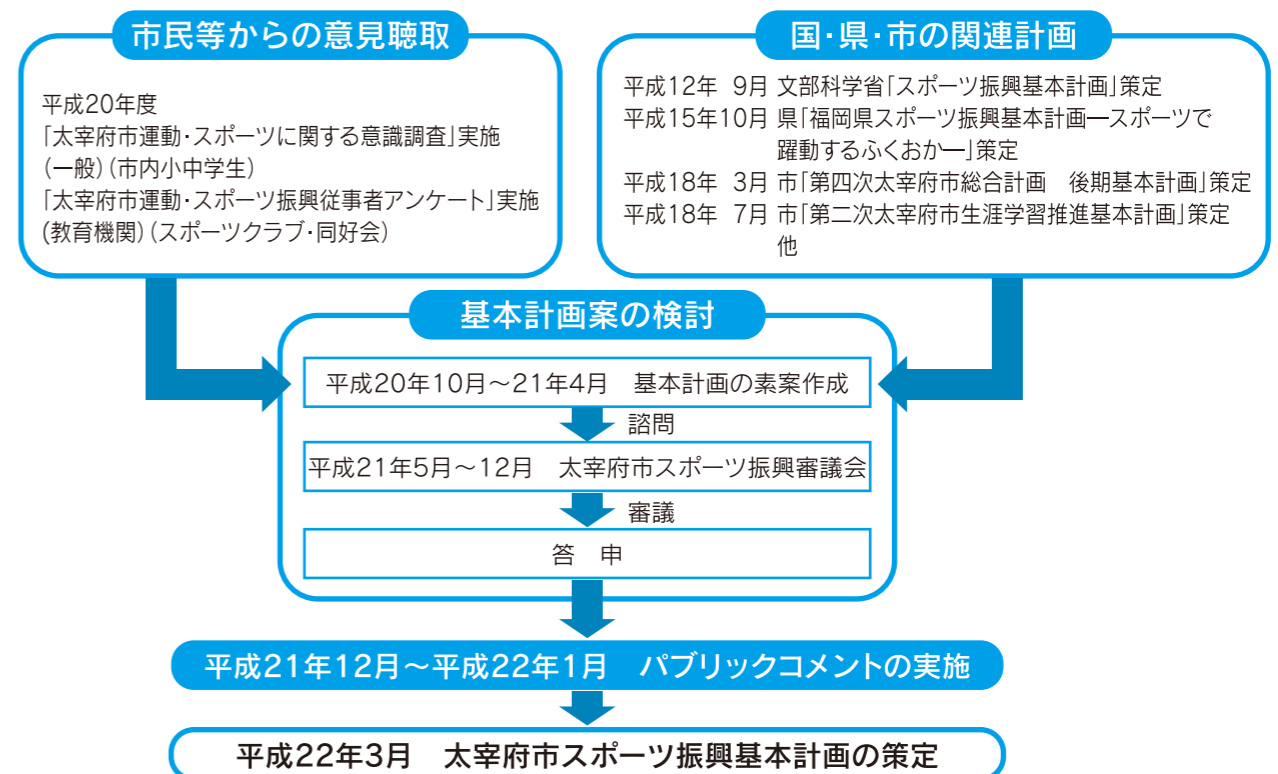 市民等からの意見聴取
平成20年度
「太宰府市運動・スポーツに関する意識調査」実施
(一般)(市内小中学生)
「太宰府市運動・スポーツ振興従事者アンケート」実施
(教育機関)(スポーツクラブ・同好会)
国・県・市の関連計画
平成12年 9月 文部科学省「スポーツ振興基本計画」策定
平成15年10月 県「福岡県スポーツ振興基本計画―スポーツで
躍動するふくおか―」策定
平成18年 3月 市「第四次太宰府市総合計画 後期基本計画」策定
平成18年 7月 市「第二次太宰府市生涯学習推進基本計画」策定
他
基本計画案の検討
平成20年10月～21年4月 基本計画の素案作成
諮問
平成21年5月～12月 太宰府市スポーツ振興審議会
審議
答 申
平成21年12月～平成22年1月 パブリックコメントの実施
平成22年3月 太宰府市スポーツ振興基本計画の策定